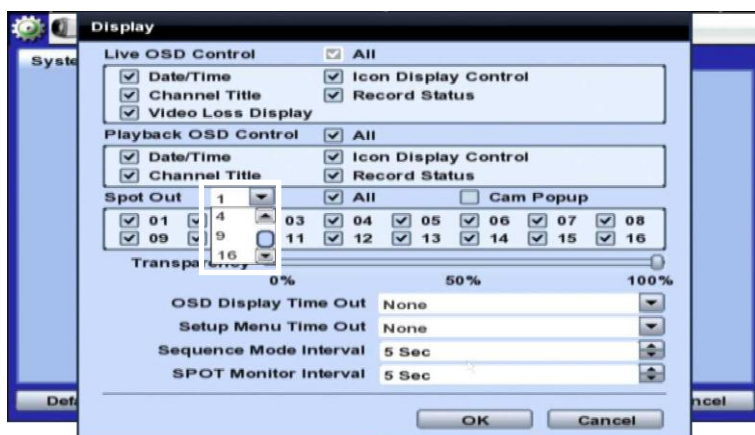 Display
Syste
Live OSD Control All
Date/Time Icon Display Control
Channel Title Record Status
Video Loss Display
Playback OSD Control All
Date/Time Icon Display Control
Channel Title Record Status
Spot Out 1 All Cam Popup
01 4 03 04 05 06 07 08
09 9 11 12 13 14 15 16
16
Transparency
0% 50% 100%
OSD Display Time Out None
Setup Menu Time Out None
Sequence Mode Interval 5 Sec
SPOT Monitor Interval 5 Sec
Defa ncel
OK Cancel